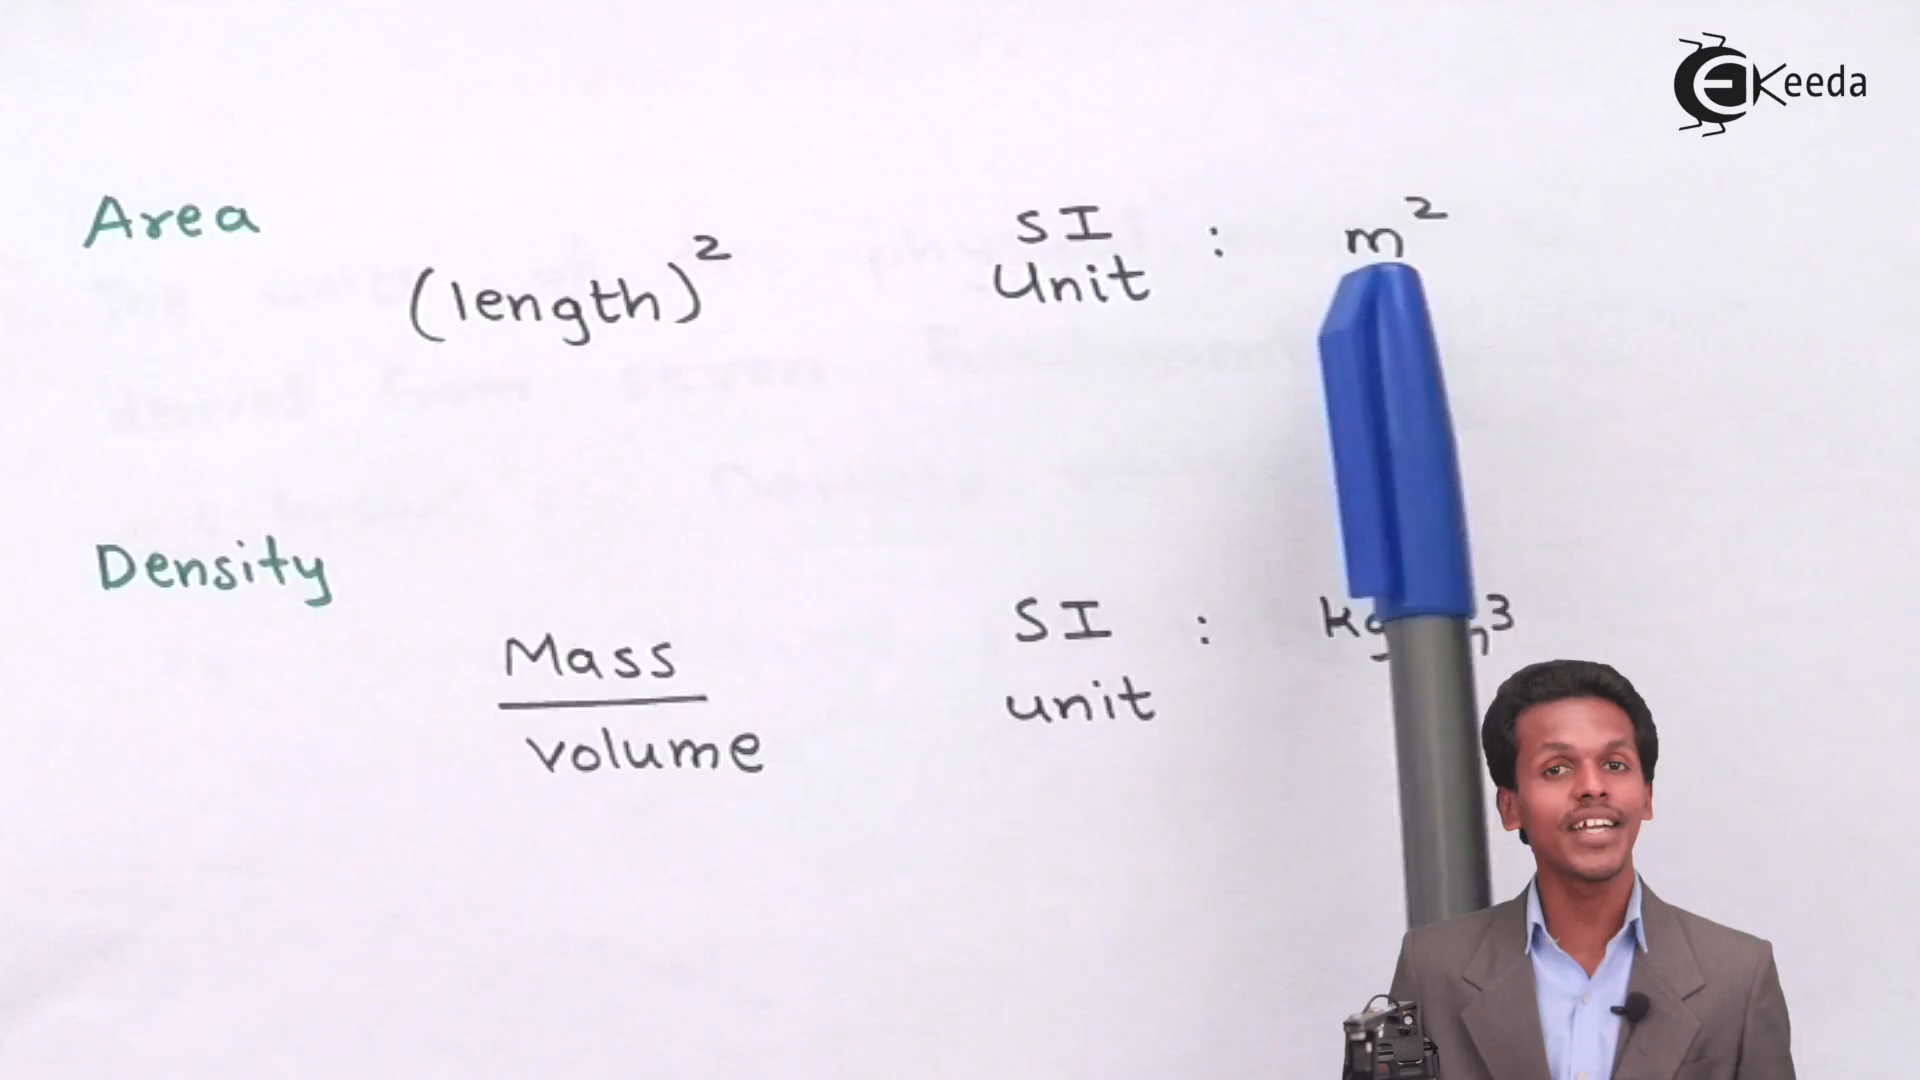 EKeeda
Area
(length)² SI Unit : m²
Density
Mass
volume
SI unit :